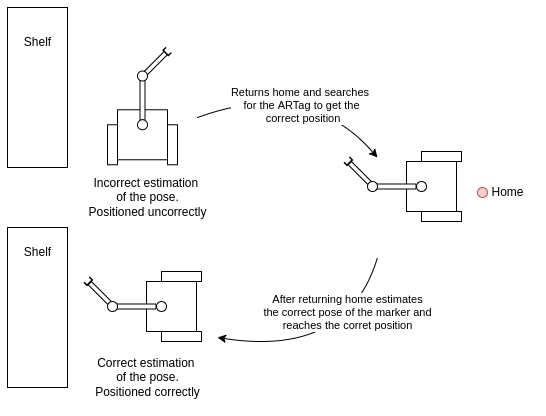 Shelf
Returns home and searches
for the ARTag to get the
correct position
Incorrect estimation
of the pose.
Positioned uncorrectly
Home
Shelf
After returning home estimates
the correct pose of the marker and
reaches the corret position
Correct estimation
of the pose.
Positioned correctly